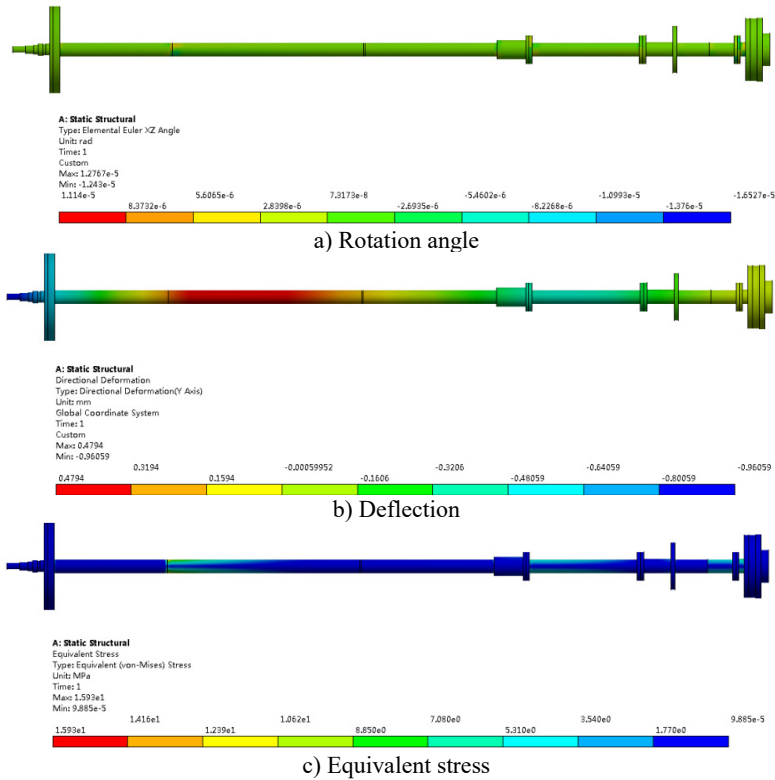 A: Static Structural
Type: Elemental Euler XZ Angle
Unit: rad
Time: 1
Custom
Max: 1.2767e-5
Min: -1.243e-5
1.114e-5 8.3732e-6 5.6065e-6 2.8398e-6 7.3173e-8 -2.6935e-6 -5.4602e-6 -8.2268e-6 -1.0993e-5 -1.376e-5 -1.6527e-5
a) Rotation angle
A: Static Structural
Directional Deformation
Type: Directional Deformation(Y Axis)
Unit: mm
Global Coordinate System
Time: 1
Custom
Max: 0.4794
Min: -0.96059
0.4794 0.3194 0.1594 -0.00059952 -0.1606 -0.3206 -0.48059 -0.64059 -0.80059 -0.96059
b) Deflection
A: Static Structural
Equivalent Stress
Type: Equivalent (von-Mises) Stress
Unit: MPa
Time: 1
Max: 1.593e1
Min: 9.885e-5
1.593e1 1.416e1 1.239e1 1.062e1 8.850e0 7.080e0 5.310e0 3.540e0 1.770e0 9.885e-5
c) Equivalent stress